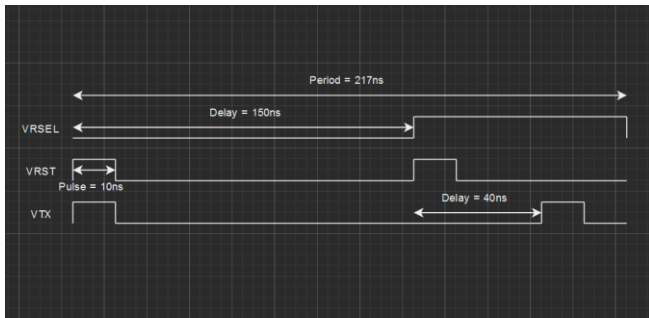 Period = 217ns
Delay = 150ns
VRSEL
VRST
Pulse = 10ns
Delay = 40ns
VTX